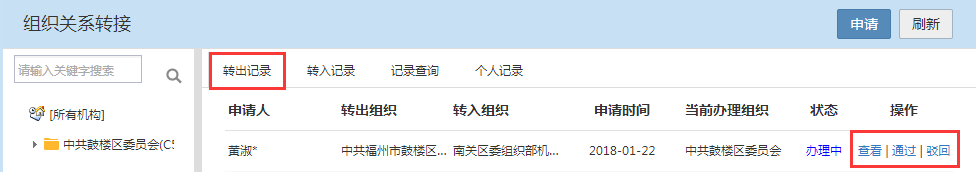 组织关系转接 申请 刷新
请输入关键字搜索 转出记录 转入记录 记录查询 个人记录
[所有机构] 申请人 转出组织 转入组织 申请时间 当前办理组织 状态 操作
中共鼓楼区委员会(C5 黄淑* 中共福州市鼓楼区... 南关区委组织部机... 2018-01-22 中共鼓楼区委员会 办理中 查看 | 通过 | 驳回